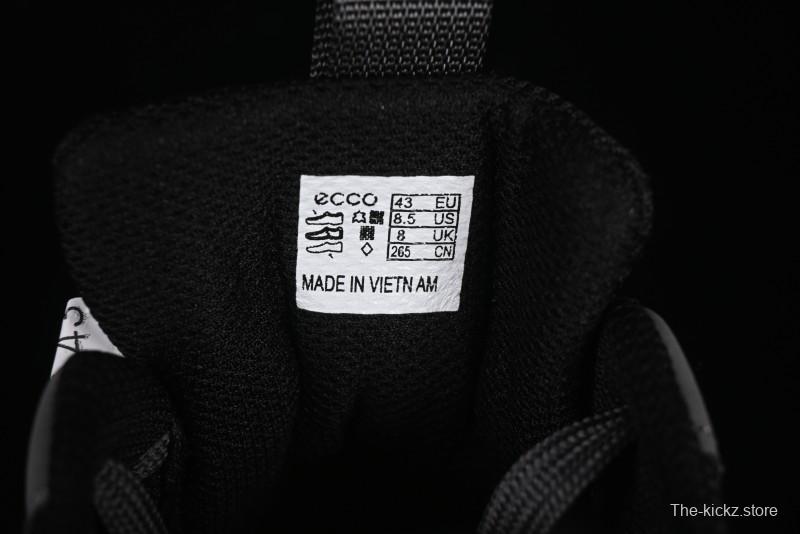 ecco
43 EU
8.5 US
8 UK
265 CN
MADE IN VIETN AM
The-kickz.store